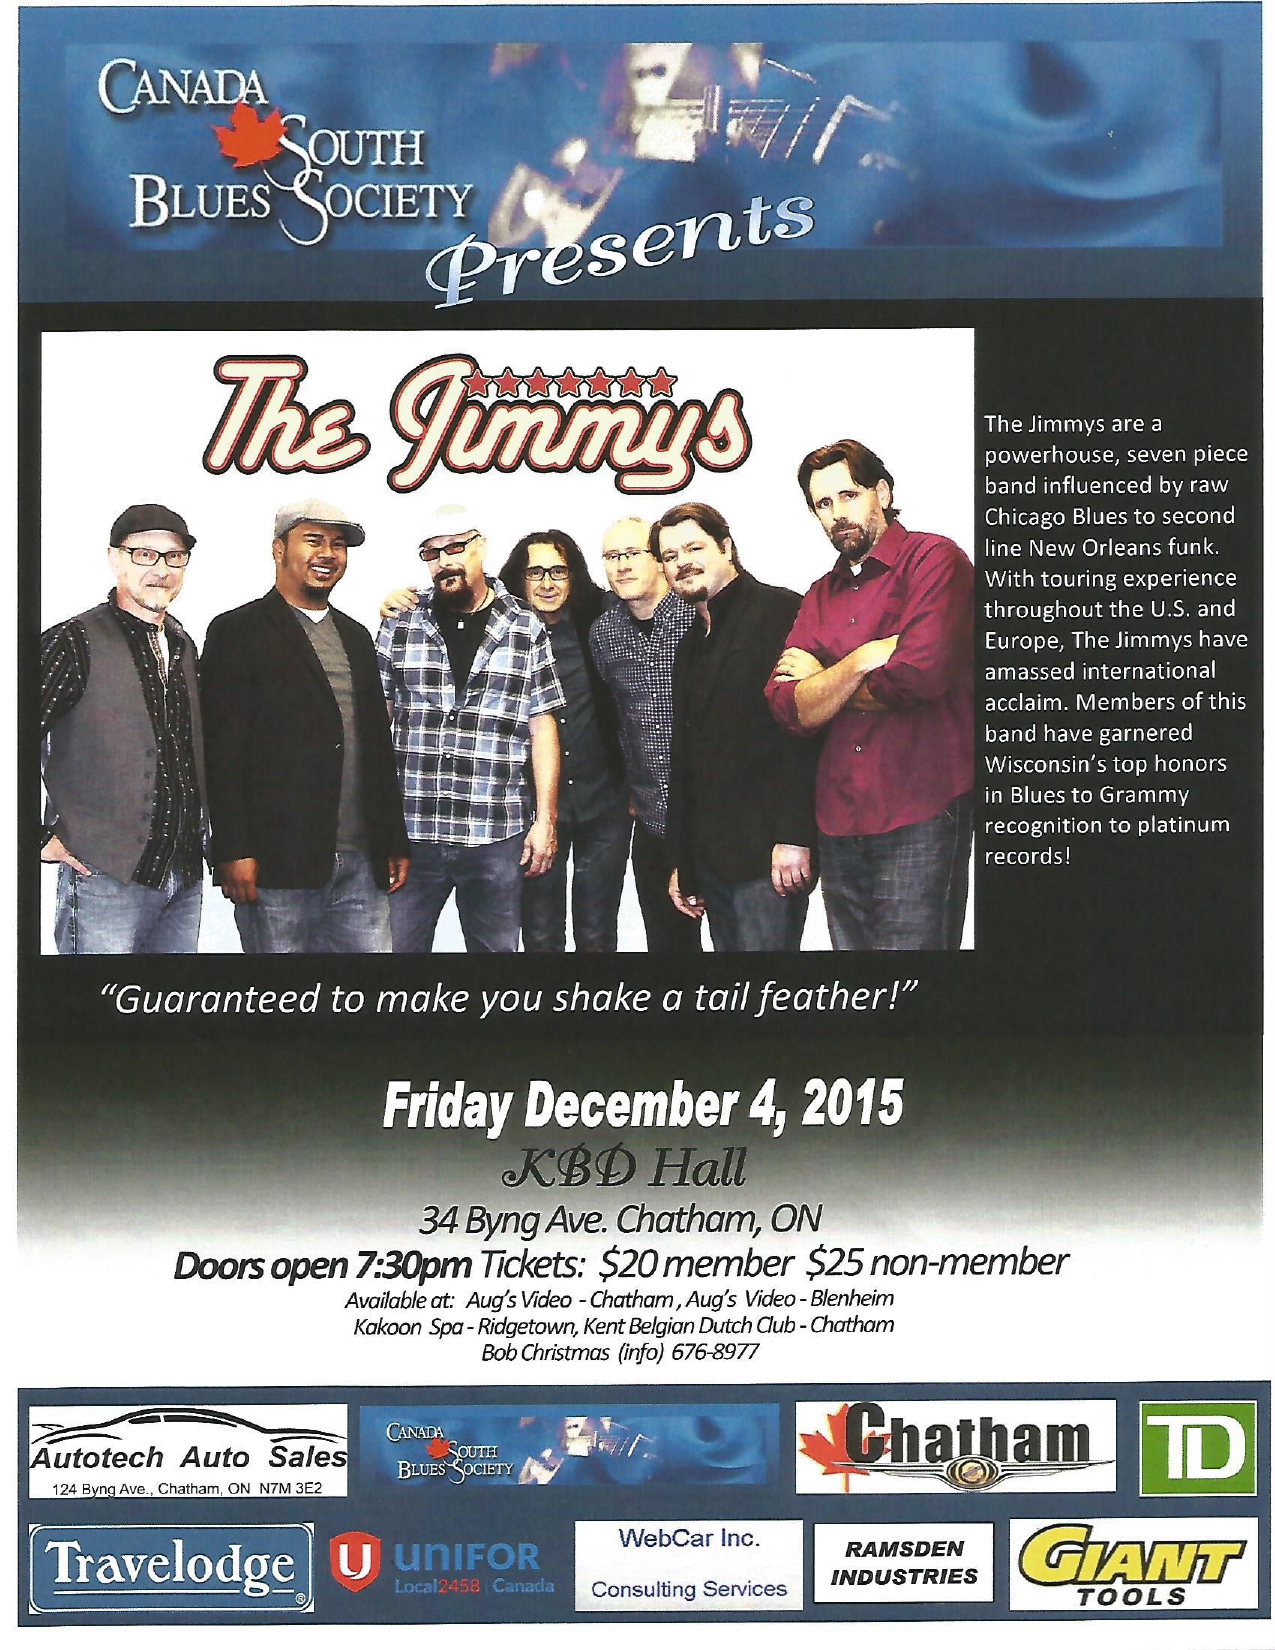 CANADA
SOUTH
BLUES SOCIETY
Presents
The Jimmys
The Jimmys are a
powerhouse, seven piece
band influenced by raw
Chicago Blues to second
line New Orleans funk.
With touring experience
throughout the U.S. and
Europe, The Jimmys have
amassed international
acclaim. Members of this
band have garnered
Wisconsin's top honors
in Blues to Grammy
recognition to platinum
records!
"Guaranteed to make you shake a tail feather!"
Friday December 4, 2015
KBD Hall
34 Byng Ave. Chatham, ON
Doors open 7:30pm Tickets: $20 member $25 non-member
Available at: Aug's Video - Chatham, Aug's Video - Blenheim
Kakoon Spa - Ridgetown, Kent Belgian Dutch Club - Chatham
Bob Christmas (info) 676-8977
Autotech Auto Sales
124 Byng Ave., Chatham, ON N7M 3E2
CANADA
SOUTH
BLUES SOCIETY
Chatham
TD
Travelodge®
U UNIFOR
Local2458 | Canada
WebCar Inc.
Consulting Services
RAMSDEN
INDUSTRIES
GIANT
TOOLS